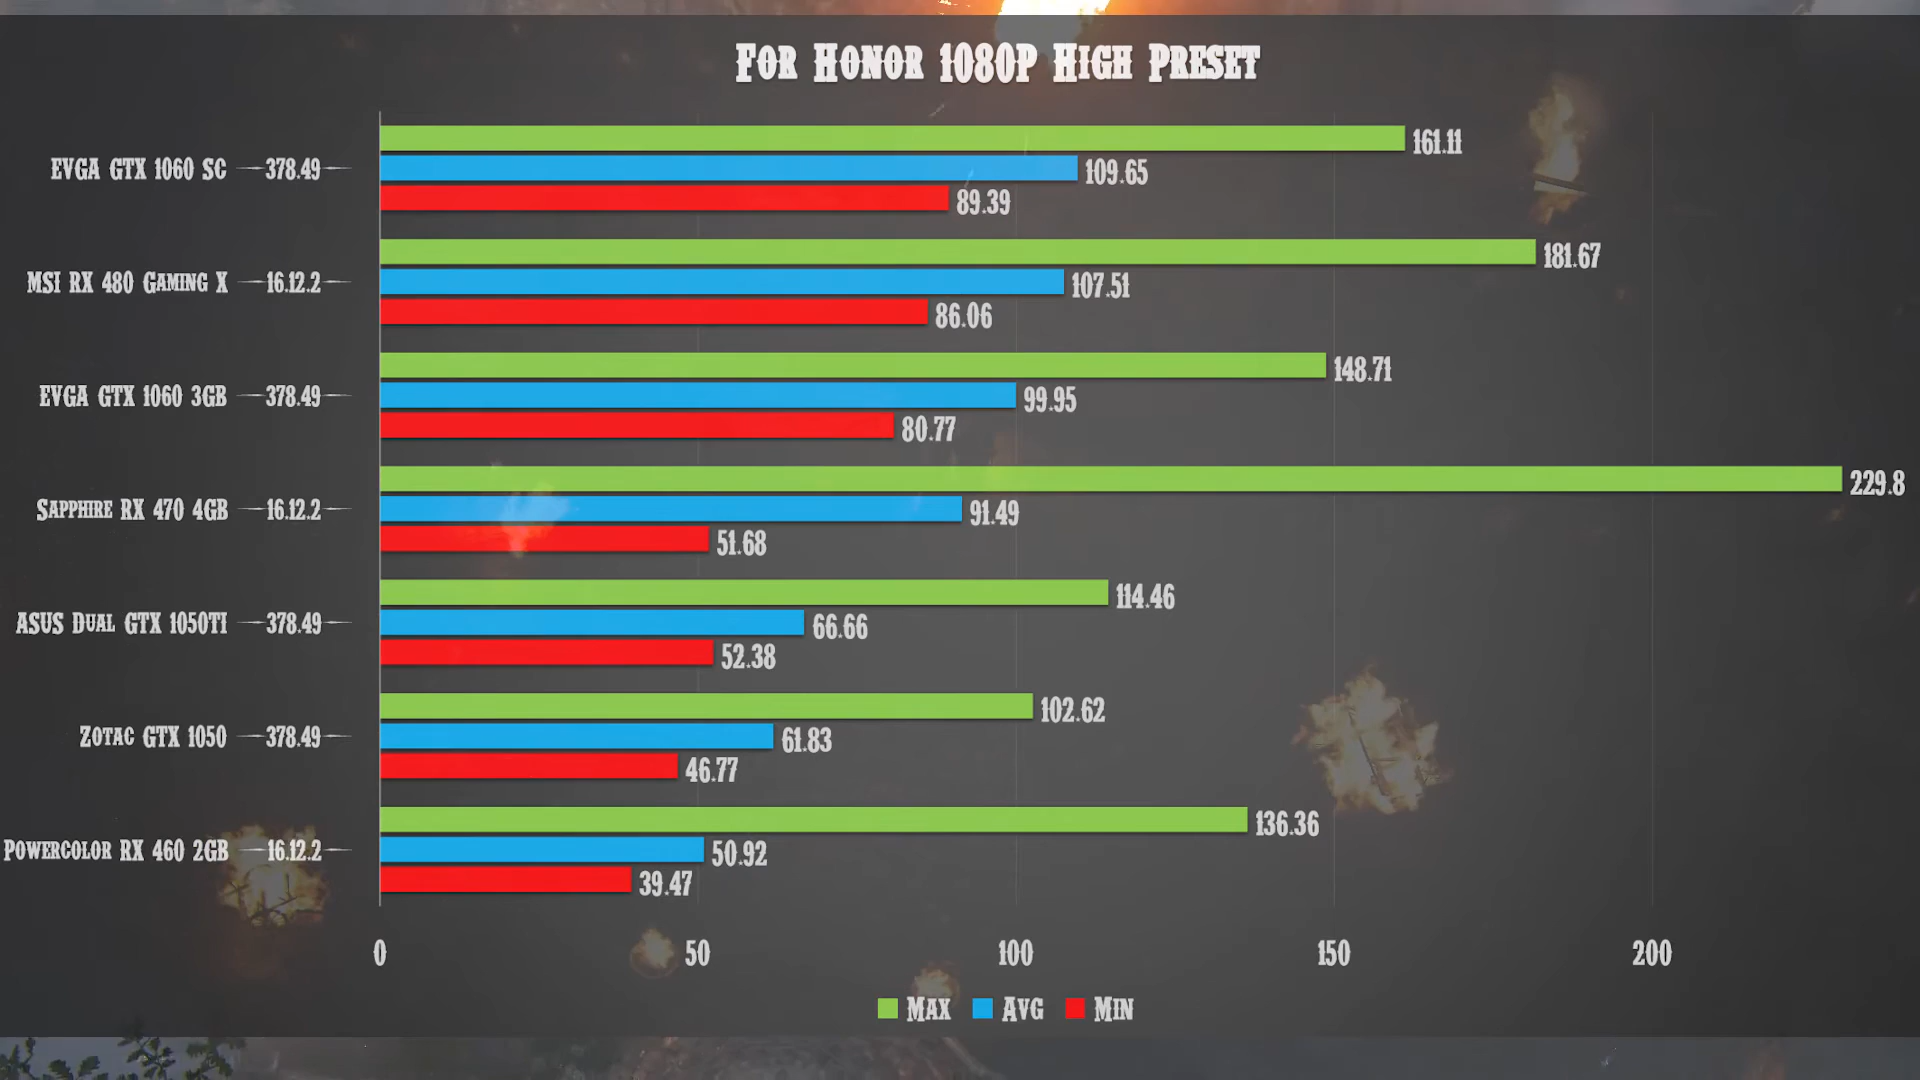 For Honor 1080P High Preset
EVGA GTX 1060 SC —378.49—
161.11
109.65
89.39
MSI RX 480 Gaming X —16.12.2—
181.67
107.51
86.06
EVGA GTX 1060 3GB —378.49—
148.71
99.95
80.77
Sapphire RX 470 4GB —16.12.2—
229.8
91.49
51.68
ASUS Dual GTX 1050TI —378.49—
114.46
66.66
52.38
Zotac GTX 1050 —378.49—
102.62
61.83
46.77
Powercolor RX 460 2GB —16.12.2—
136.36
50.92
39.47
0 50 100 150 200
Max Avg Min